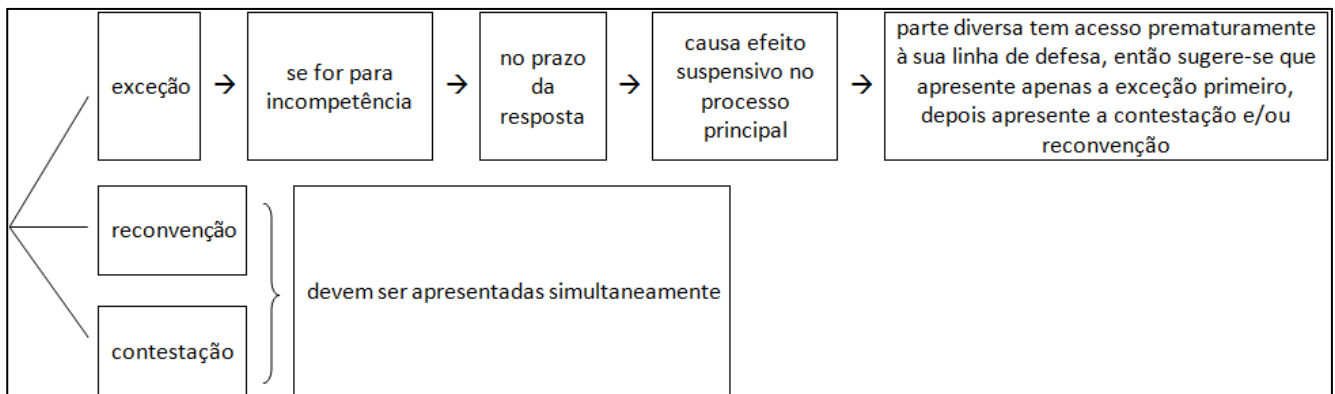 exceção → se for para
incompetência → no prazo
da
resposta → causa efeito
suspensivo no
processo
principal → parte diversa tem acesso prematuramente
à sua linha de defesa, então sugere-se que
apresente apenas a exceção primeiro,
depois apresente a contestação e/ou
reconvenção
reconvenção
contestação
devem ser apresentadas simultaneamente